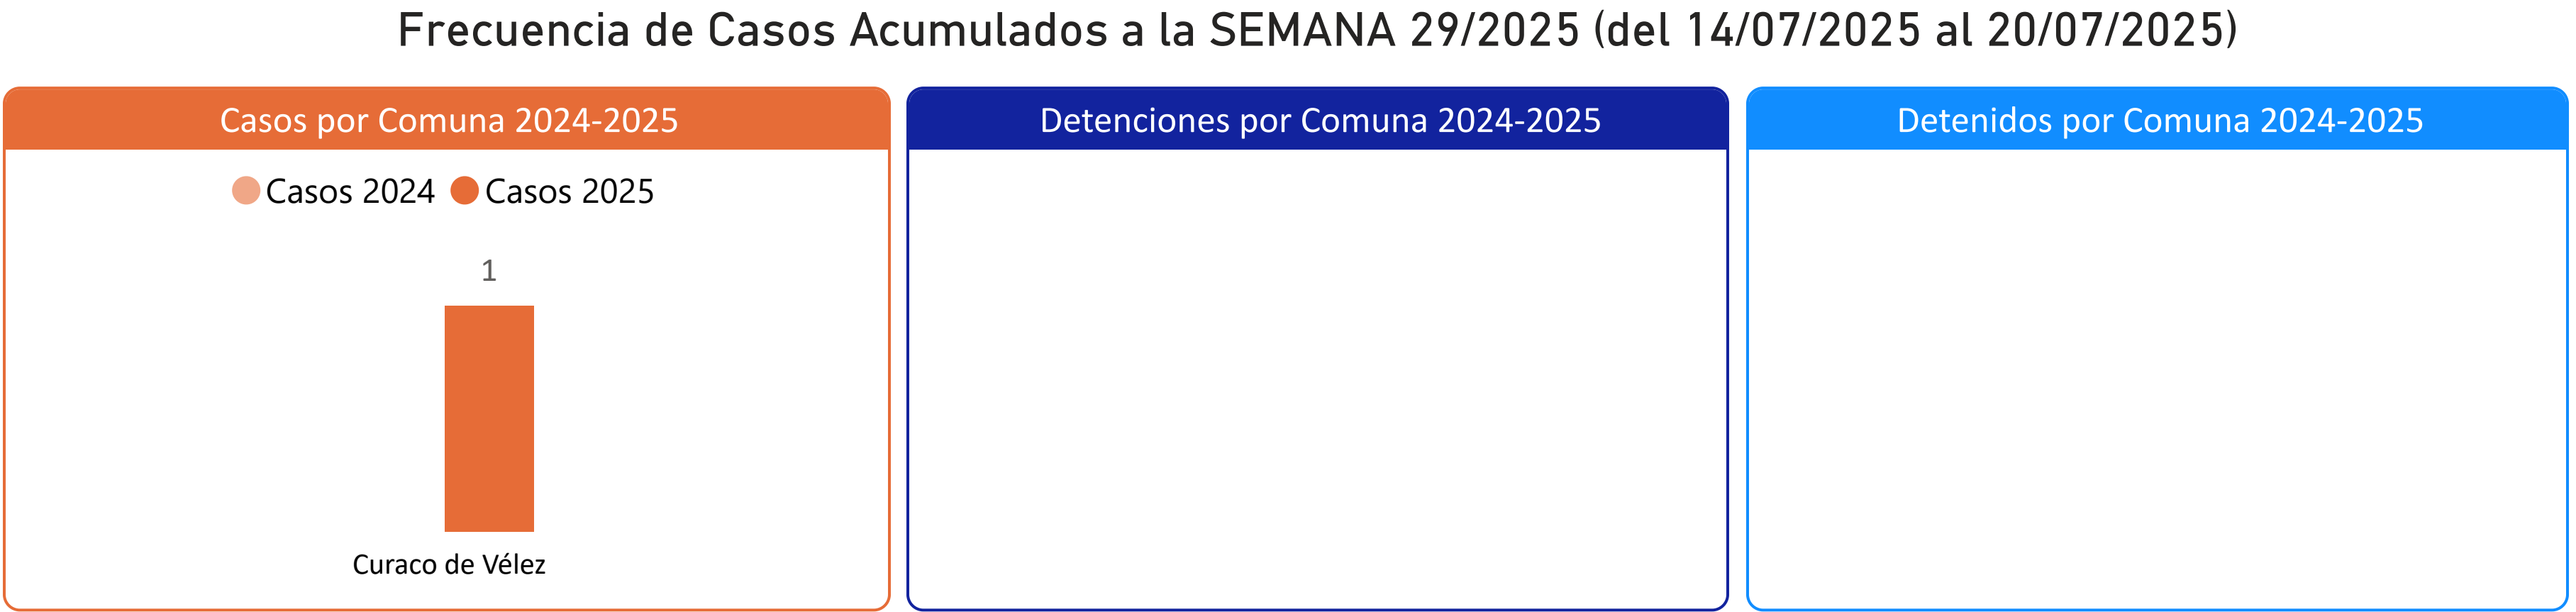 Frecuencia de Casos Acumulados a la SEMANA 29/2025 (del 14/07/2025 al 20/07/2025)
Casos por Comuna 2024-2025
Casos 2024 Casos 2025
1
Curaco de Vélez
Detenciones por Comuna 2024-2025
Detenidos por Comuna 2024-2025